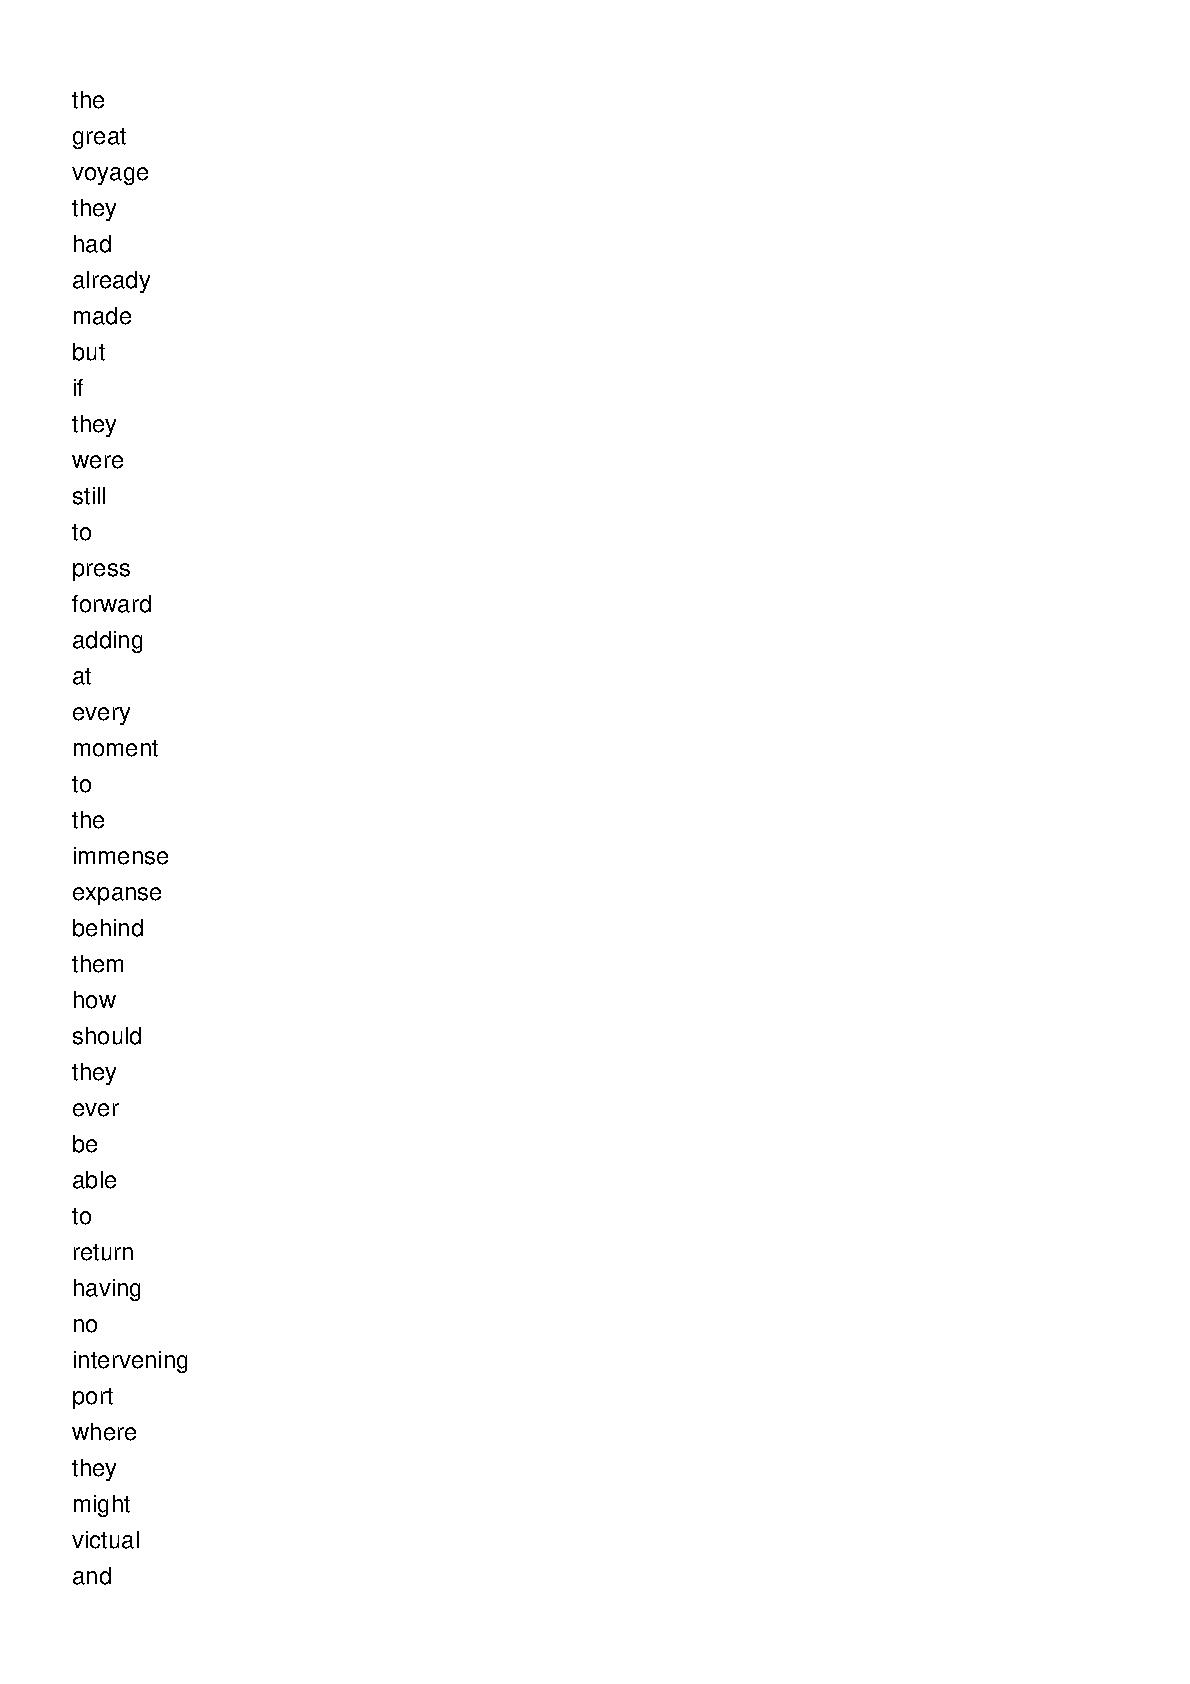 the
great
voyage
they
had
already
made
but
if
they
were
still
to
press
forward
adding
at
every
moment
to
the
immense
expanse
behind
them
how
should
they
ever
be
able
to
return
having
no
intervening
port
where
they
might
victual
and